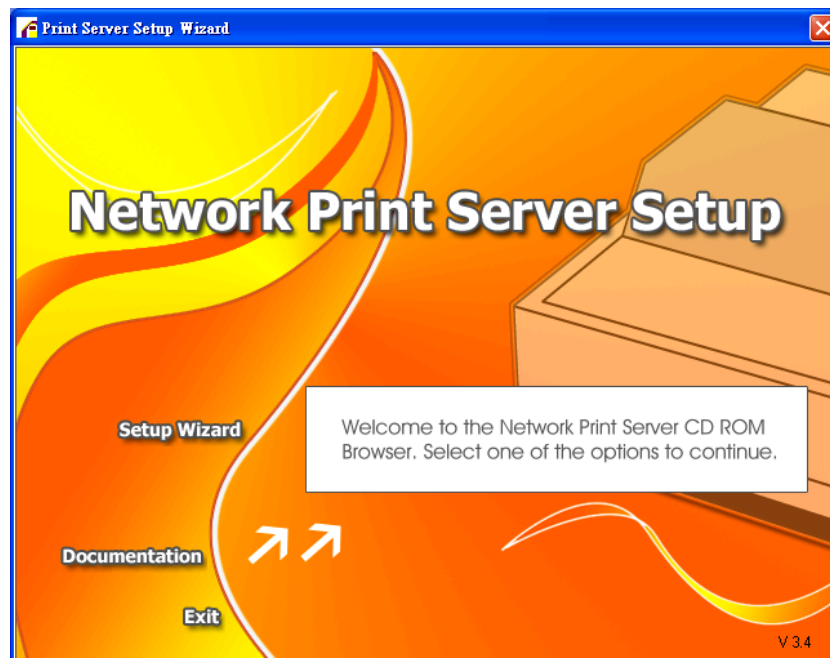 Print Server Setup Wizard
Network Print Server Setup
Setup Wizard
Welcome to the Network Print Server CD ROM
Browser. Select one of the options to continue.
Documentation
Exit
V 3.4